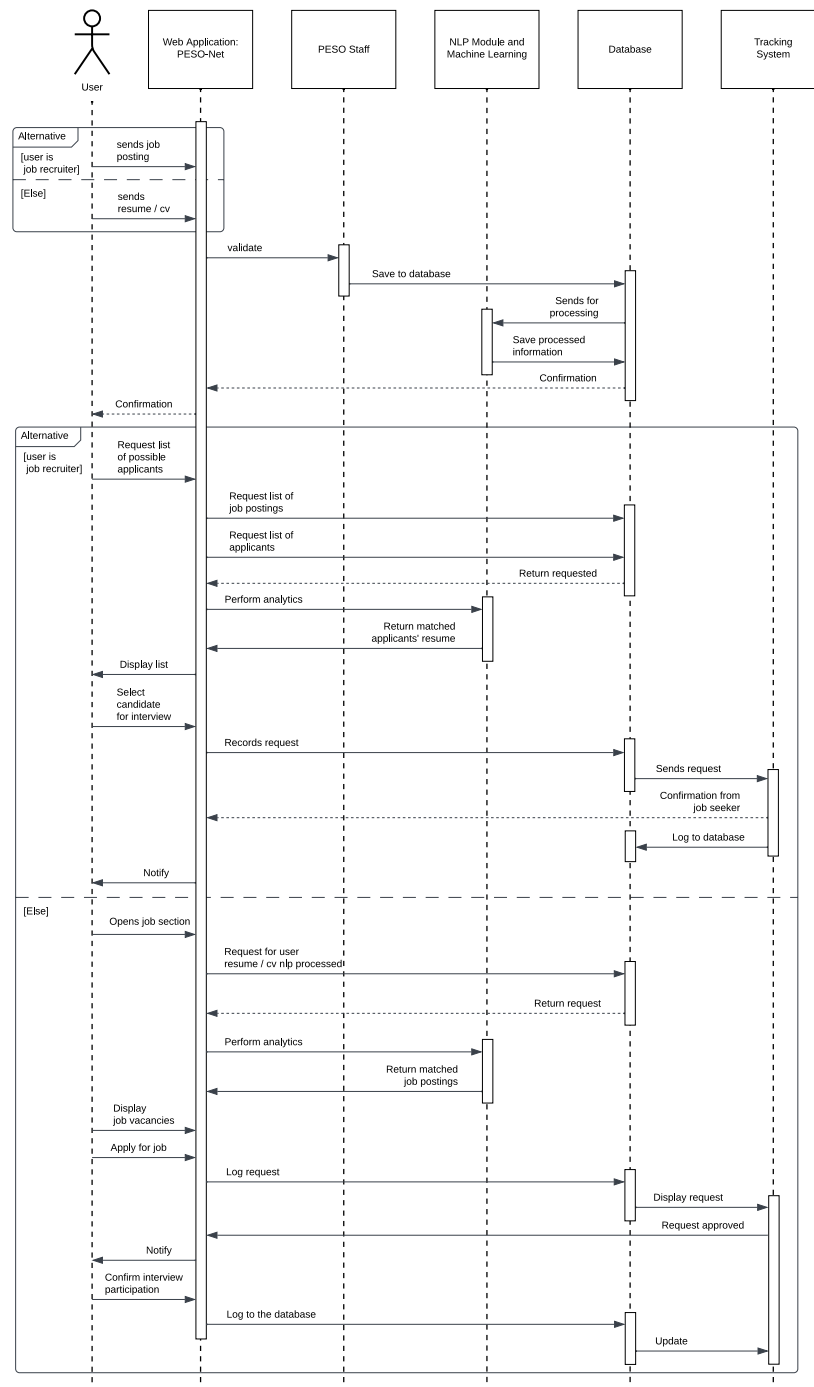 User
Web Application:
PESO-Net
PESO Staff
NLP Module and
Machine Learning
Database
Tracking
System
Alternative
[user is
job recruiter]
sends job
posting
[Else]
sends
resume / cv
validate
Save to database
Sends for
processing
Save processed
information
Confirmation
Confirmation
Alternative
[user is
job recruiter]
Request list
of possible
applicants
Request list of
job postings
Request list of
applicants
Return requested
Perform analytics
Return matched
applicants' resume
Display list
Select
candidate
for interview
Records request
Sends request
Confirmation from
job seeker
Log to database
Notify
[Else]
Opens job section
Request for user
resume / cv nlp processed
Return request
Perform analytics
Return matched
job postings
Display
job vacancies
Apply for job
Log request
Display request
Request approved
Notify
Confirm interview
participation
Log to the database
Update